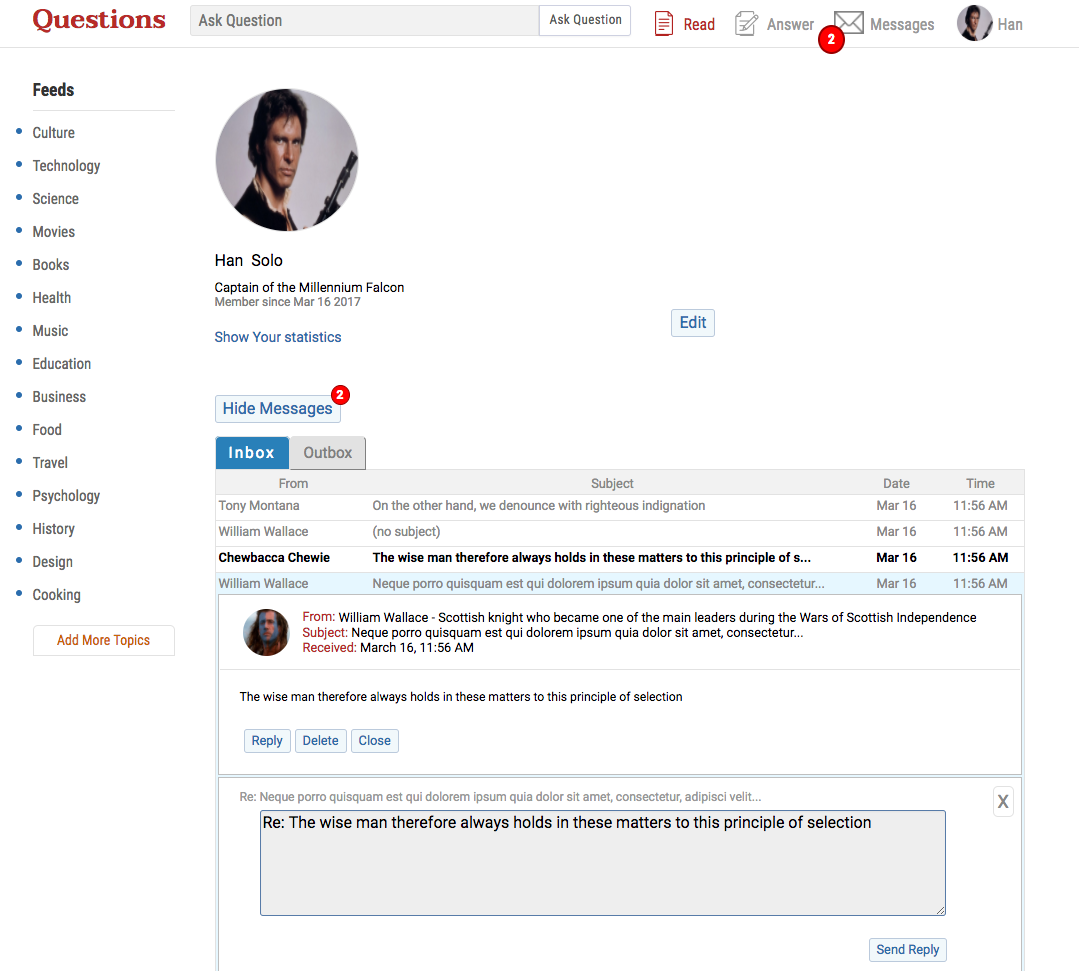 Questions
Ask Question
Ask Question
Read
Answer
2
Messages
Han
Feeds
Culture
Technology
Science
Movies
Books
Health
Music
Education
Business
Food
Travel
Psychology
History
Design
Cooking
Add More Topics
Han Solo
Captain of the Millennium Falcon
Member since Mar 16 2017
Show Your statistics
Edit
Hide Messages
2
Inbox
Outbox
From Subject Date Time
Tony Montana On the other hand, we denounce with righteous indignation Mar 16 11:56 AM
William Wallace (no subject) Mar 16 11:56 AM
Chewbacca Chewie The wise man therefore always holds in these matters to this principle of s... Mar 16 11:56 AM
William Wallace Neque porro quisquam est qui dolorem ipsum quia dolor sit amet, consectetur... Mar 16 11:56 AM
From: William Wallace - Scottish knight who became one of the main leaders during the Wars of Scottish Independence
Subject: Neque porro quisquam est qui dolorem ipsum quia dolor sit amet, consectetur...
Received: March 16, 11:56 AM
The wise man therefore always holds in these matters to this principle of selection
Reply Delete Close
Re: Neque porro quisquam est qui dolorem ipsum quia dolor sit amet, consectetur, adipisci velit...
X
Re: The wise man therefore always holds in these matters to this principle of selection
Send Reply